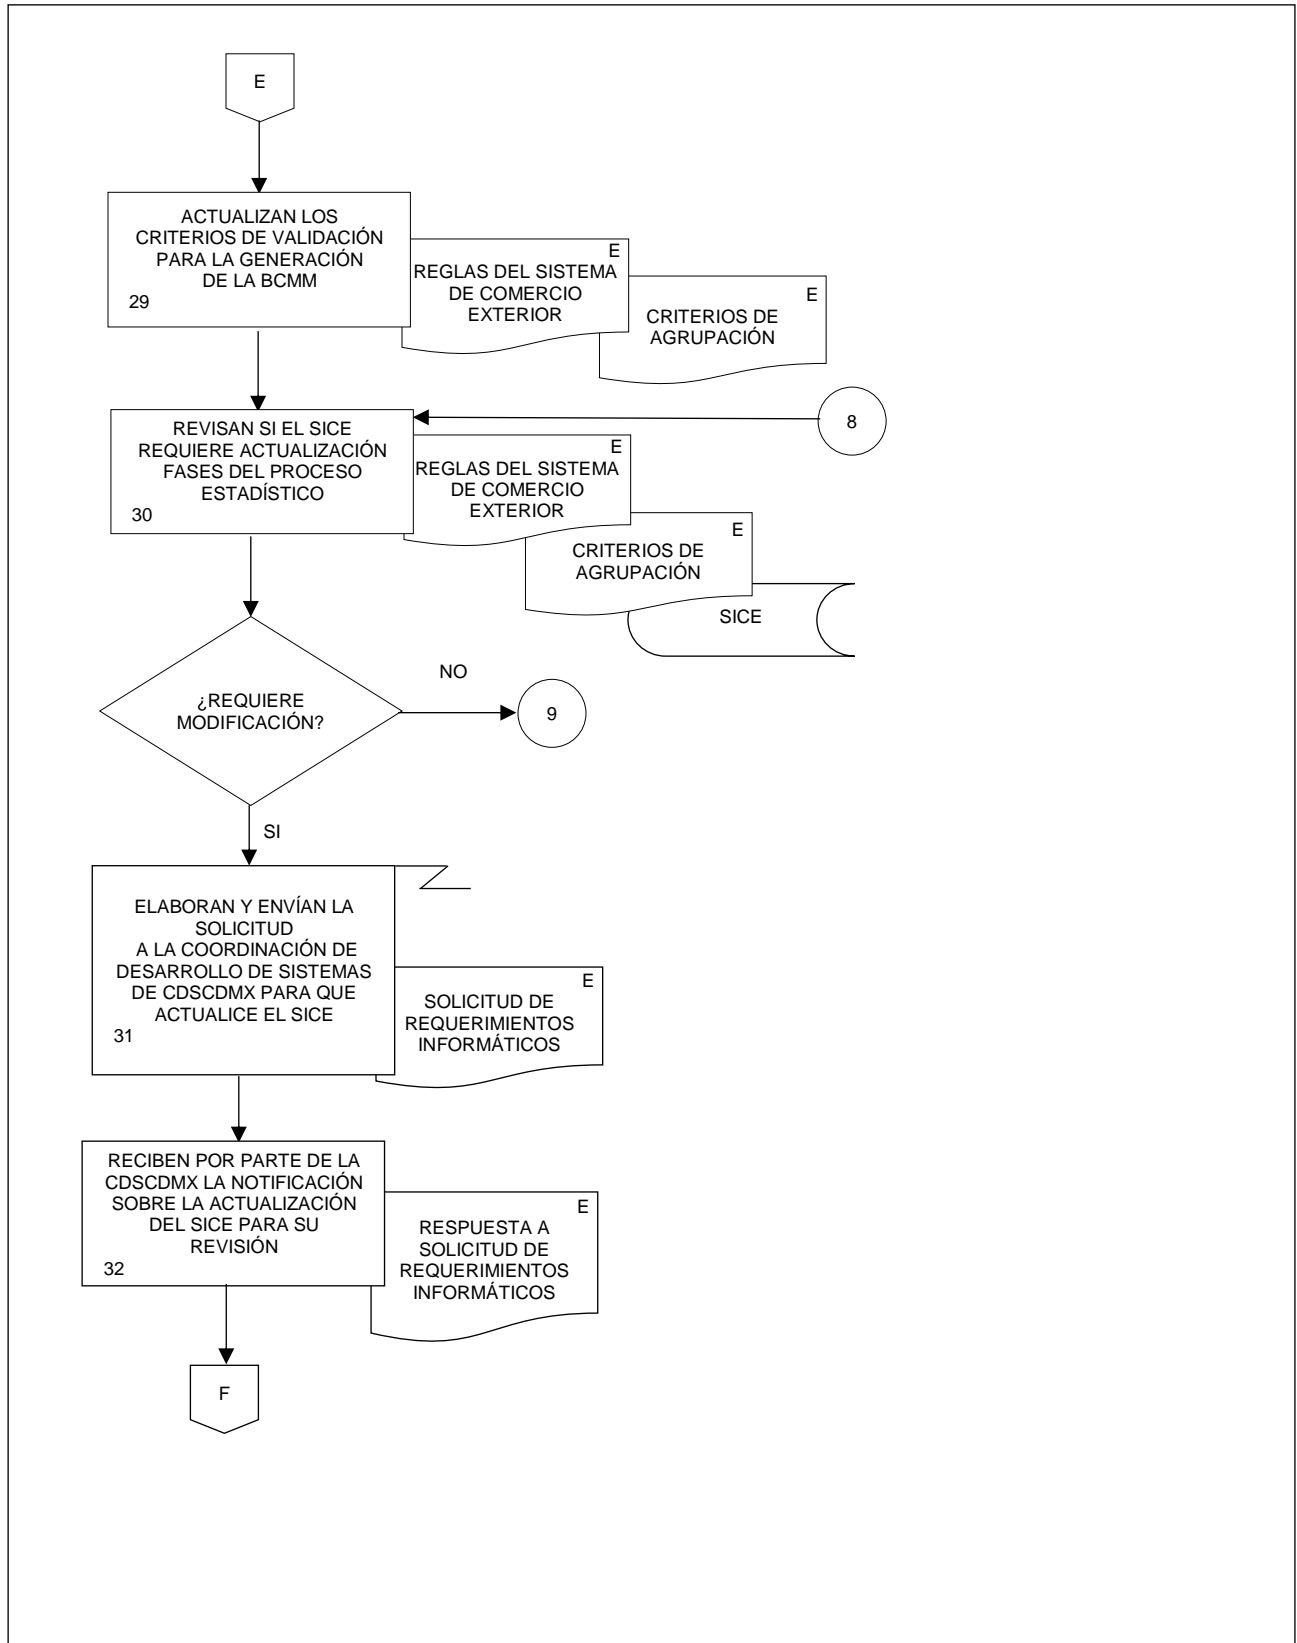 E
ACTUALIZAN LOS
CRITERIOS DE VALIDACIÓN
PARA LA GENERACIÓN
DE LA BCMM
29
E
REGLAS DEL SISTEMA
DE COMERCIO
EXTERIOR
E
CRITERIOS DE
AGRUPACIÓN
REVISAN SI EL SICE
REQUIERE ACTUALIZACIÓN
FASES DEL PROCESO
ESTADÍSTICO
30
8
E
REGLAS DEL SISTEMA
DE COMERCIO
EXTERIOR
E
CRITERIOS DE
AGRUPACIÓN
SICE
¿REQUIERE
MODIFICACIÓN?
NO
9
SI
ELABORAN Y ENVÍAN LA
SOLICITUD
A LA COORDINACIÓN DE
DESARROLLO DE SISTEMAS
DE CDSCDMX PARA QUE
ACTUALICE EL SICE
31
E
SOLICITUD DE
REQUERIMIENTOS
INFORMÁTICOS
RECIBEN POR PARTE DE LA
CDSCDMX LA NOTIFICACIÓN
SOBRE LA ACTUALIZACIÓN
DEL SICE PARA SU
REVISIÓN
32
E
RESPUESTA A
SOLICITUD DE
REQUERIMIENTOS
INFORMÁTICOS
F